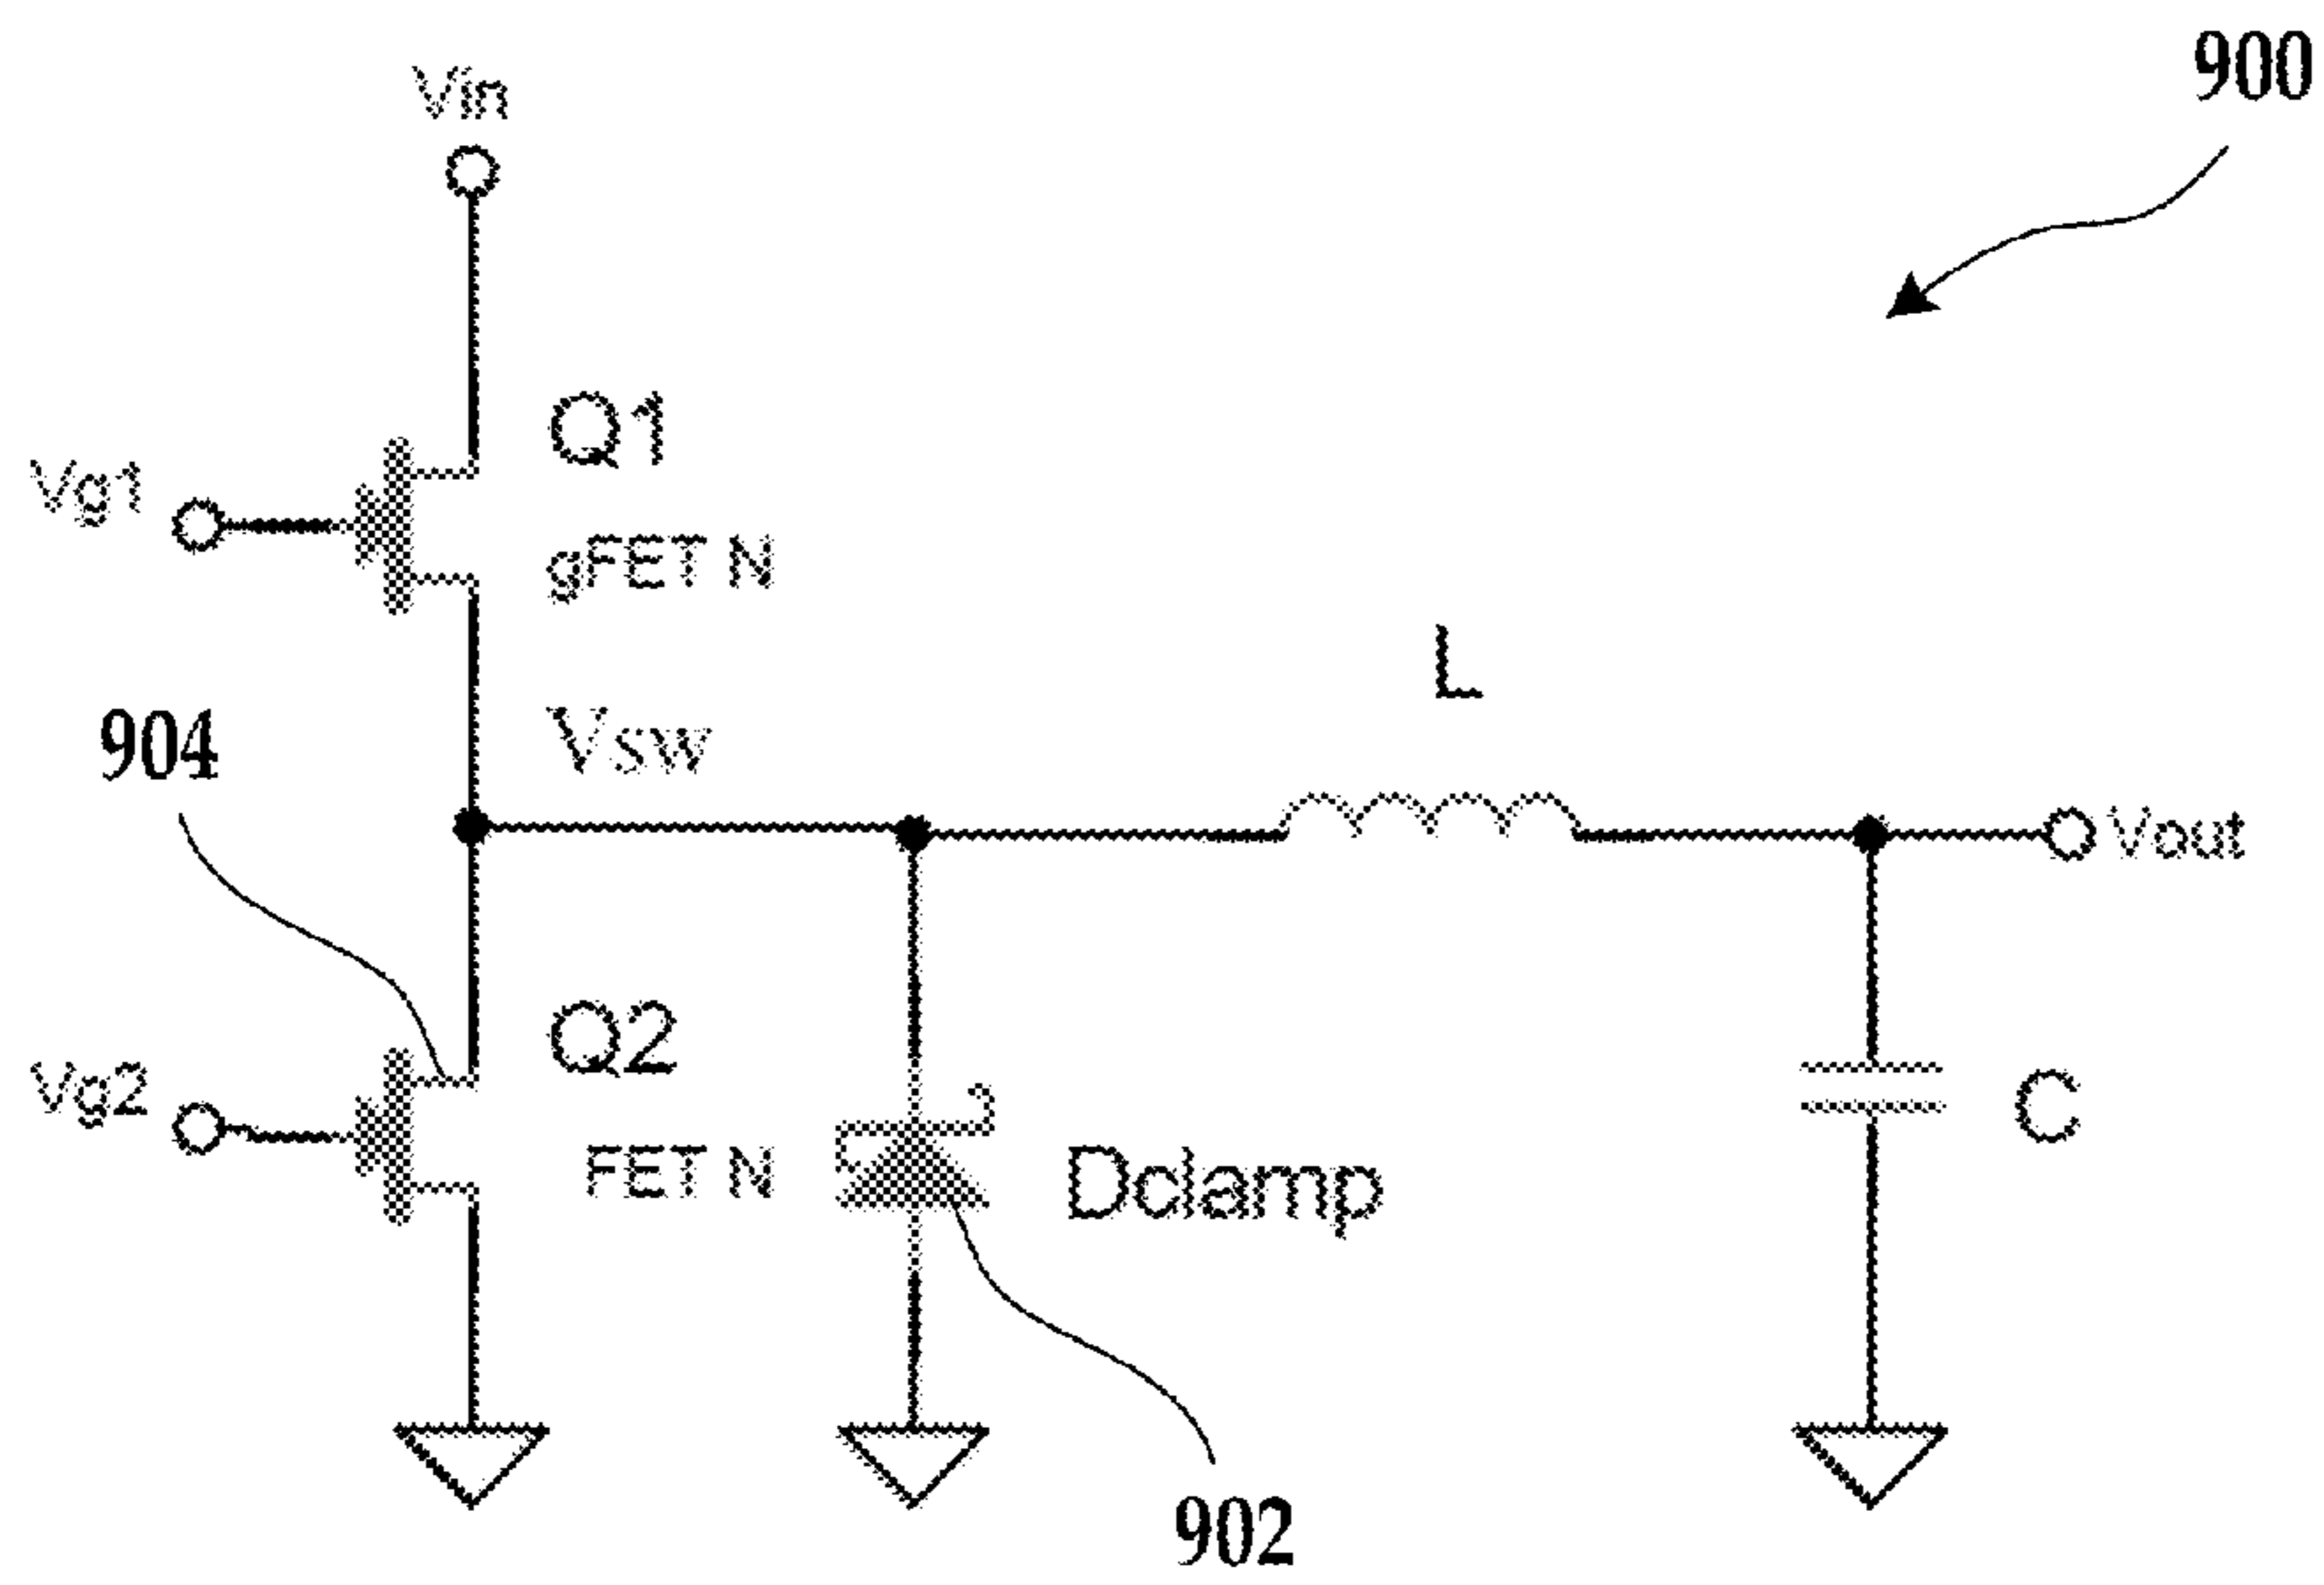 900
Vin
Q1
Vg1
gFET N
L
904
Vsw
Vout
Q2
Vg2
C
FET N
Dclamp
902